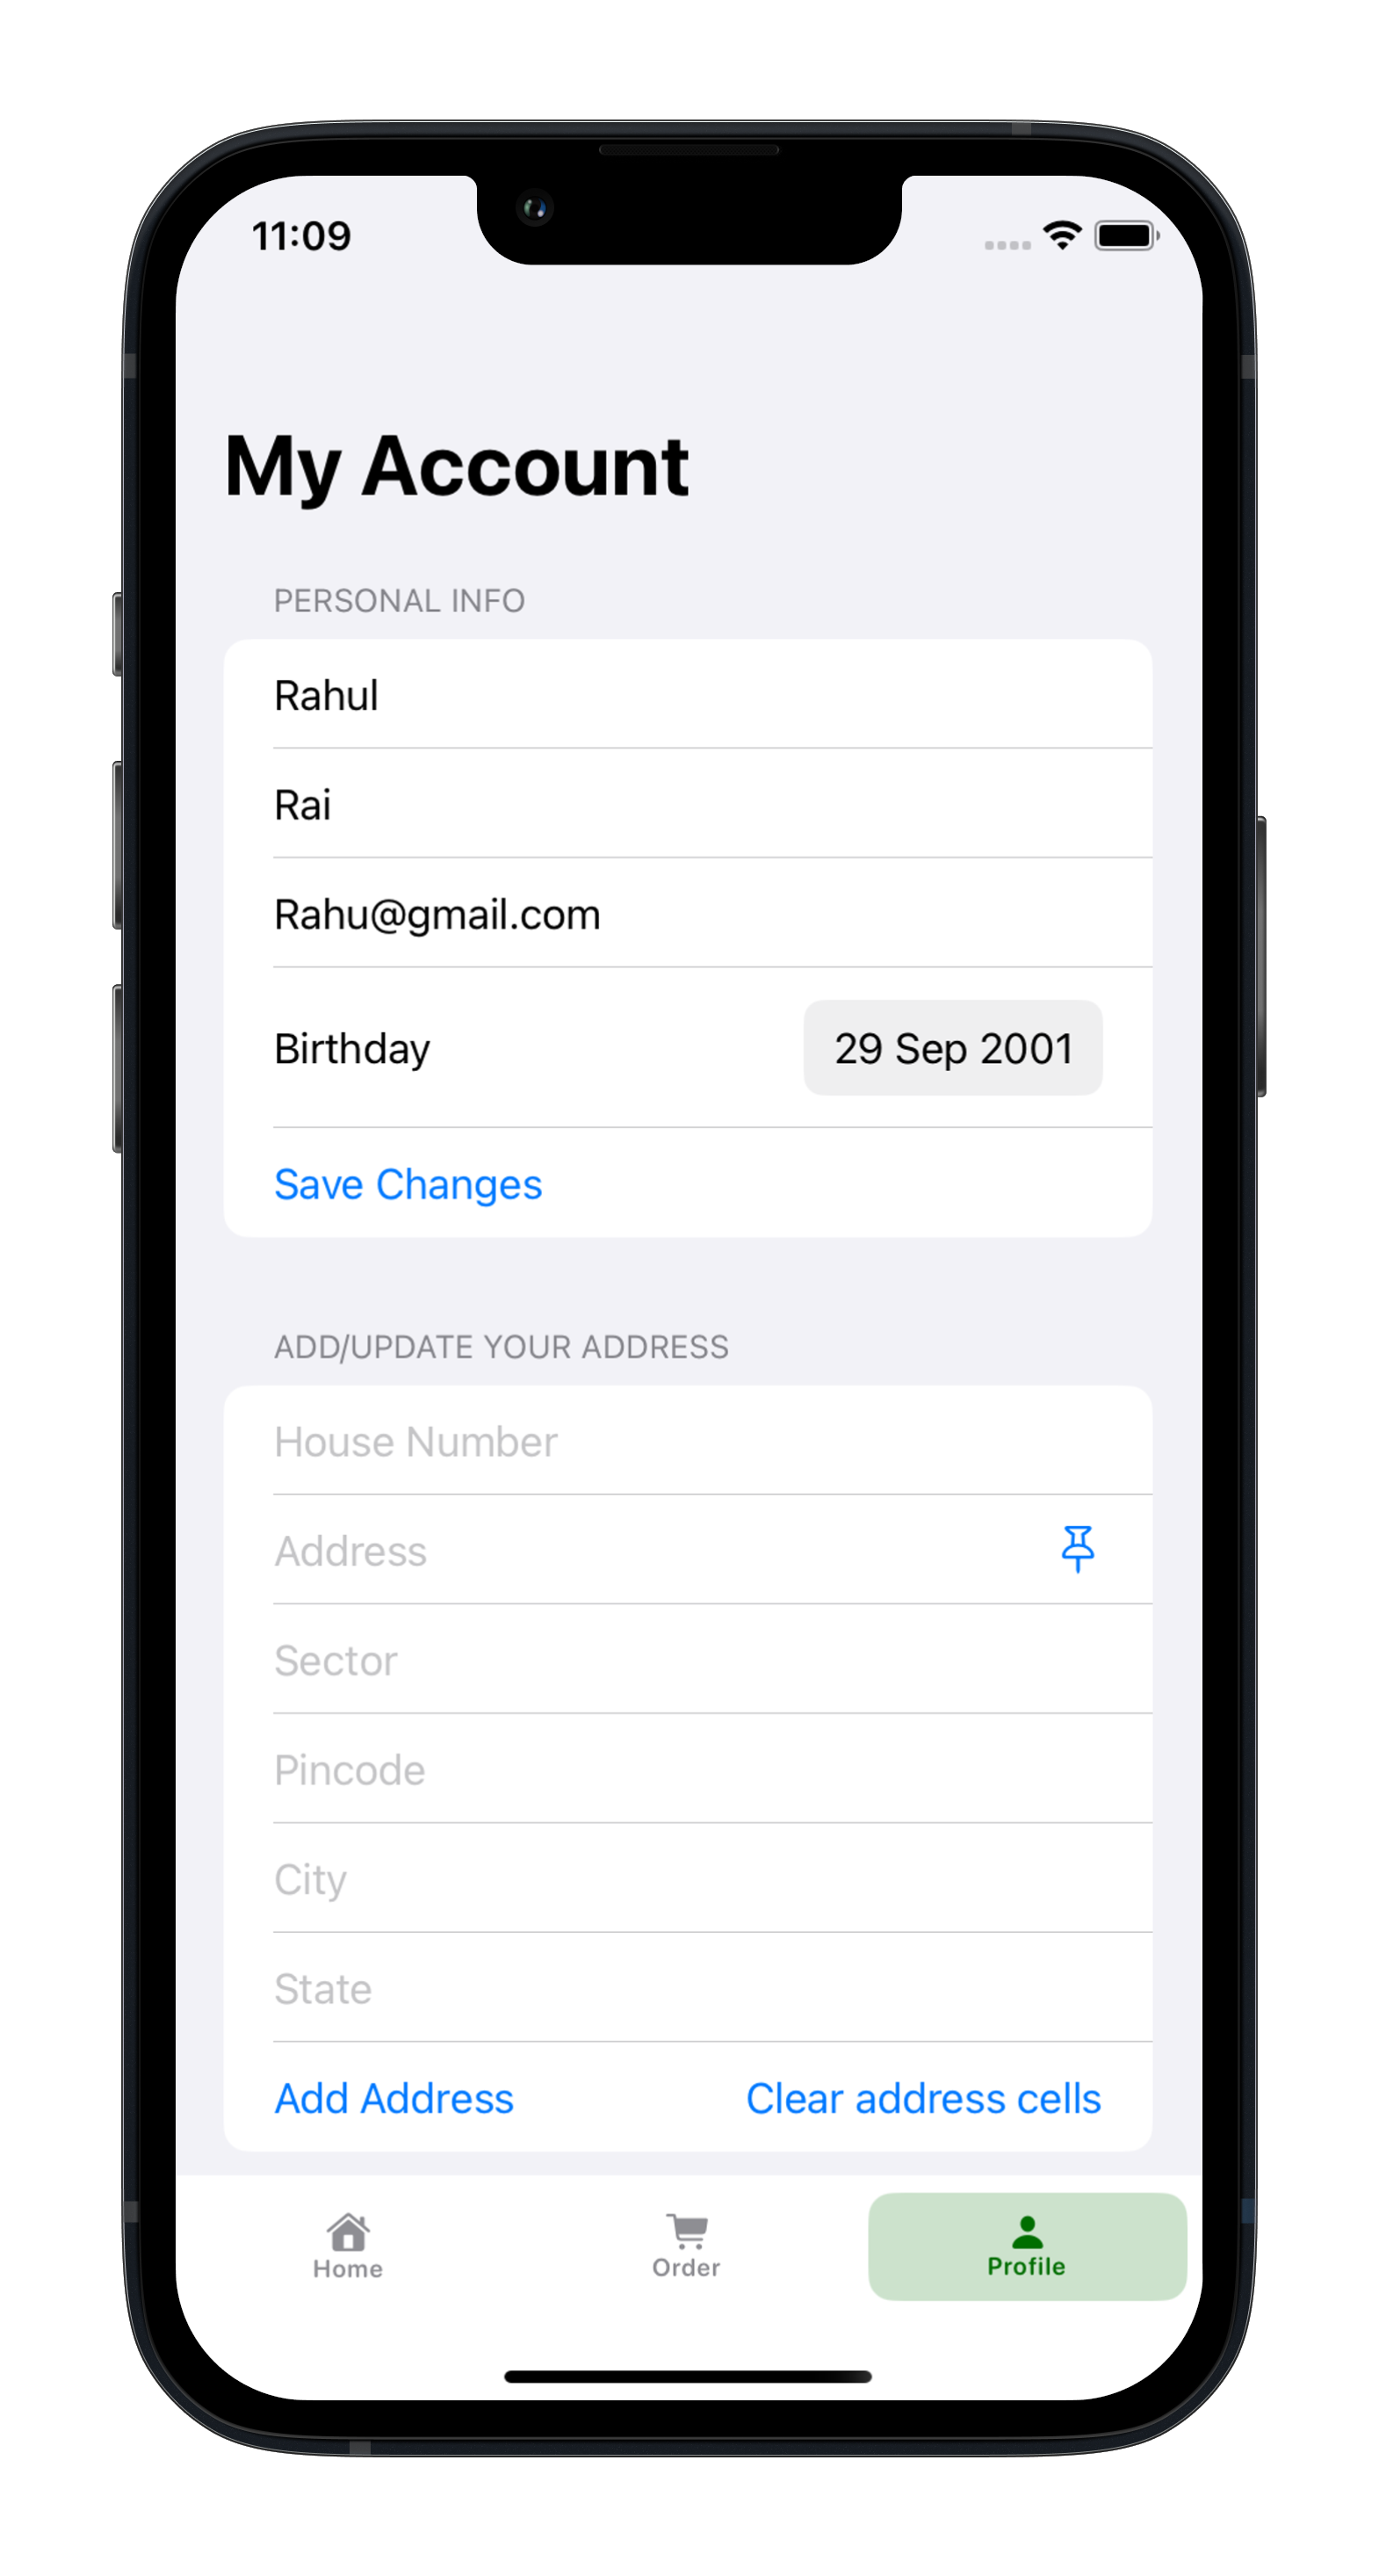 11:09
My Account
PERSONAL INFO
Rahul
Rai
Rahu@gmail.com
Birthday 29 Sep 2001
Save Changes
ADD/UPDATE YOUR ADDRESS
House Number
Address
Sector
Pincode
City
State
Add Address Clear address cells
Home Order Profile